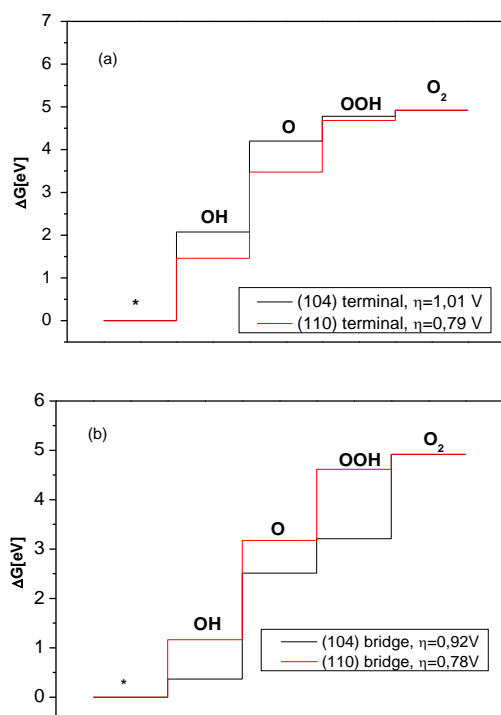 7
(a)
O₂
6
OOH
5
O
4
ΔG[eV]
3
OH
2
1
*
(104) terminal, η=1,01 V
0
(110) terminal, η=0,79 V
6
(b)
O₂
5
OOH
4
O
ΔG[eV]
3
2
OH
1
(104) bridge, η=0,92V
*
(110) bridge, η=0,78V
0